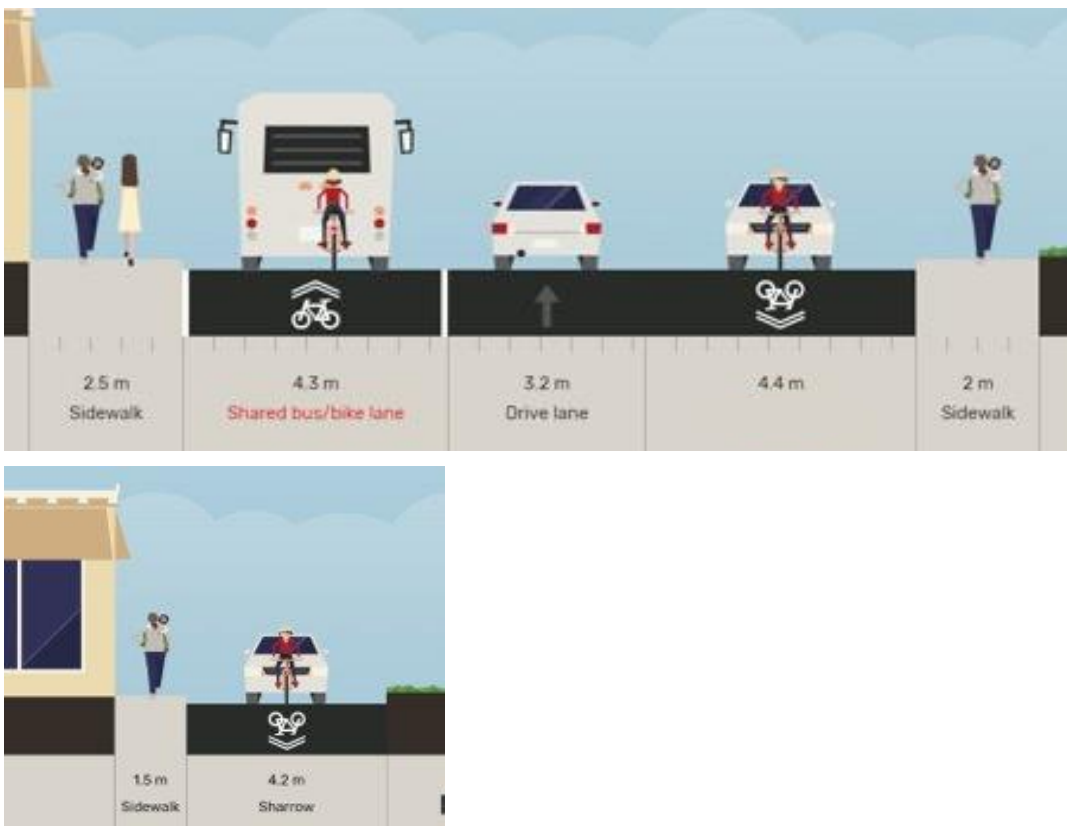 2.5 m
Sidewalk
4.3 m
Shared bus/bike lane
3.2 m
Drive lane
4.4 m
2 m
Sidewalk
1.5 m
Sidewalk
4.2 m
Sharrow